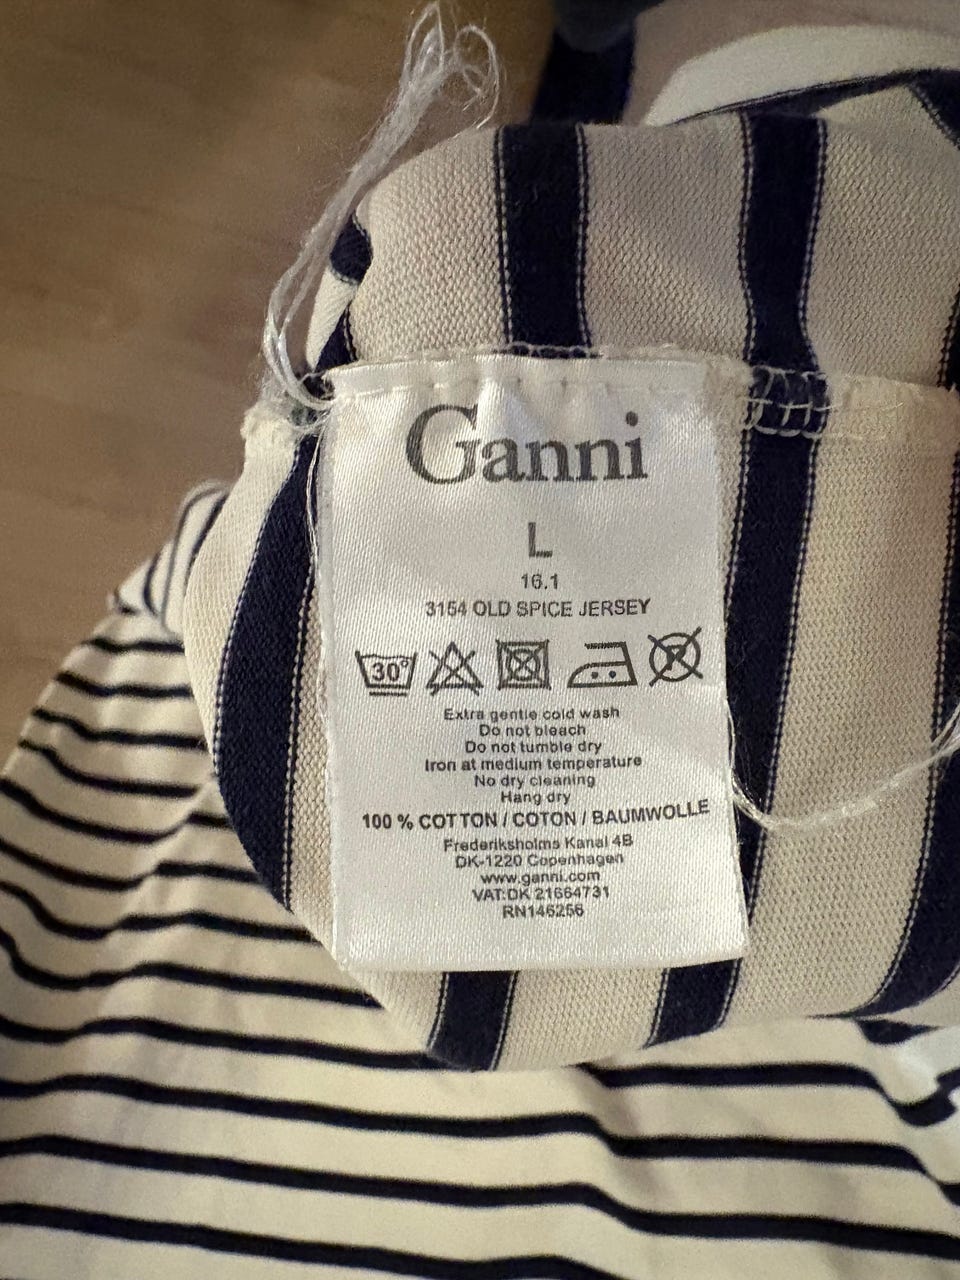 Ganni
L
16.1
3154 OLD SPICE JERSEY
30°
P
Extra gentle cold wash
Do not bleach
Do not tumble dry
Iron at medium temperature
No dry cleaning
Hang dry
100 % COTTON / COTON / BAUMWOLLE
Frederiksholms Kanal 4B
DK-1220 Copenhagen
www.ganni.com
VAT:DK 21664731
RN146256